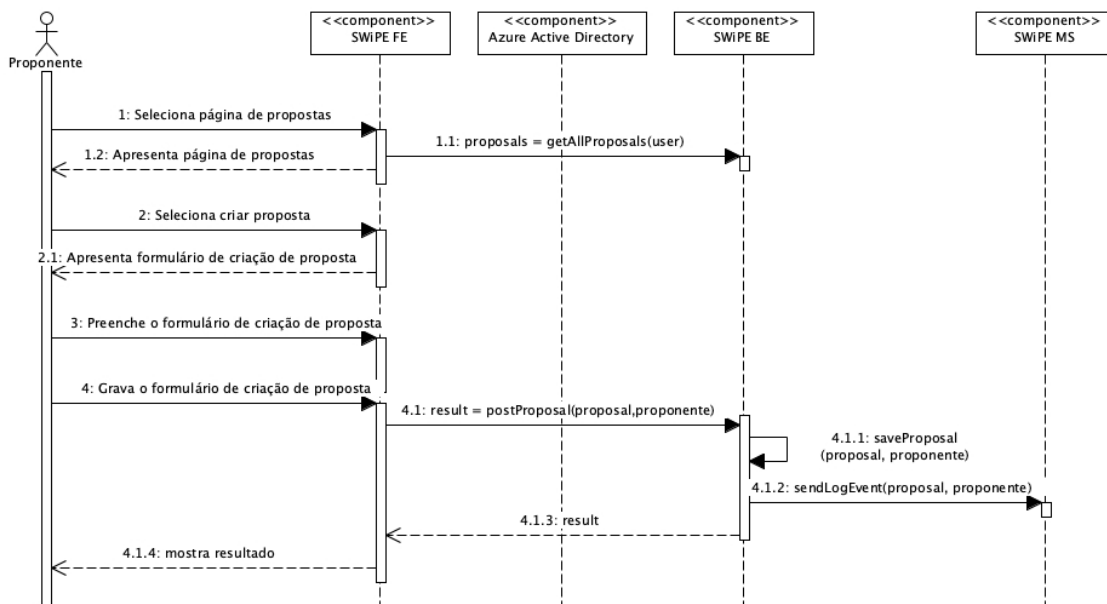 <<component>>
SWiPE FE
<<component>>
Azure Active Directory
<<component>>
SWiPE BE
<<component>>
SWiPE MS
Proponente
1: Seleciona página de propostas
1.1: proposals = getAllProposals(user)
1.2: Apresenta página de propostas
2: Seleciona criar proposta
2.1: Apresenta formulário de criação de proposta
3: Preenche o formulário de criação de proposta
4: Grava o formulário de criação de proposta
4.1: result = postProposal(proposal,proponente)
4.1.1: saveProposal
(proposal, proponente)
4.1.2: sendLogEvent(proposal, proponente)
4.1.3: result
4.1.4: mostra resultado